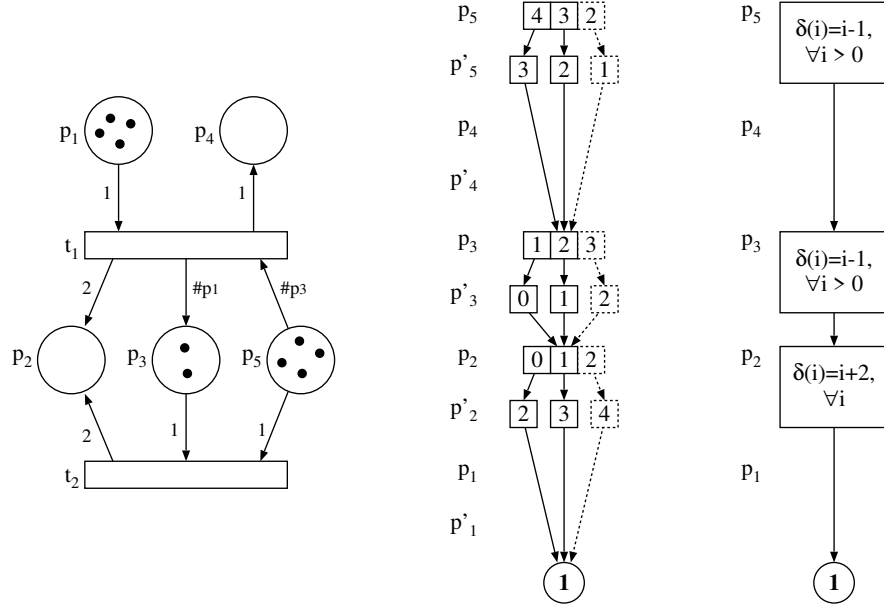 p1
p4
1
1
t1
2
#p1
#p3
p2
p3
p5
2
1
1
t2
p5
4 3 2
p'5
3 2 1
p4
p'4
p3
1 2 3
p'3
0 1 2
p2
0 1 2
p'2
2 3 4
p1
p'1
1
p5
δ(i)=i-1,
∀i > 0
p4
p3
δ(i)=i-1,
∀i > 0
p2
δ(i)=i+2,
∀i
p1
1